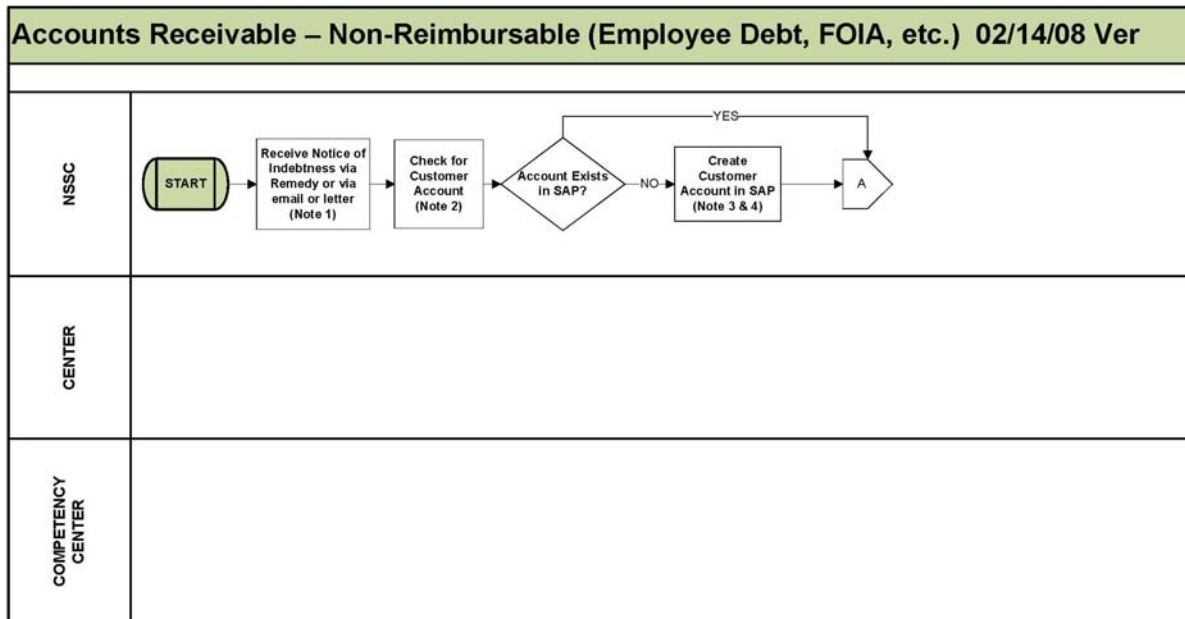 Accounts Receivable – Non-Reimbursable (Employee Debt, FOIA, etc.) 02/14/08 Ver
NSSC
START
Receive Notice of
Indebtness via
Remedy or via
email or letter
(Note 1)
Check for
Customer
Account
(Note 2)
Account Exists
in SAP?
YES
NO
Create
Customer
Account in SAP
(Note 3 & 4)
A
CENTER
COMPETENCY
CENTER